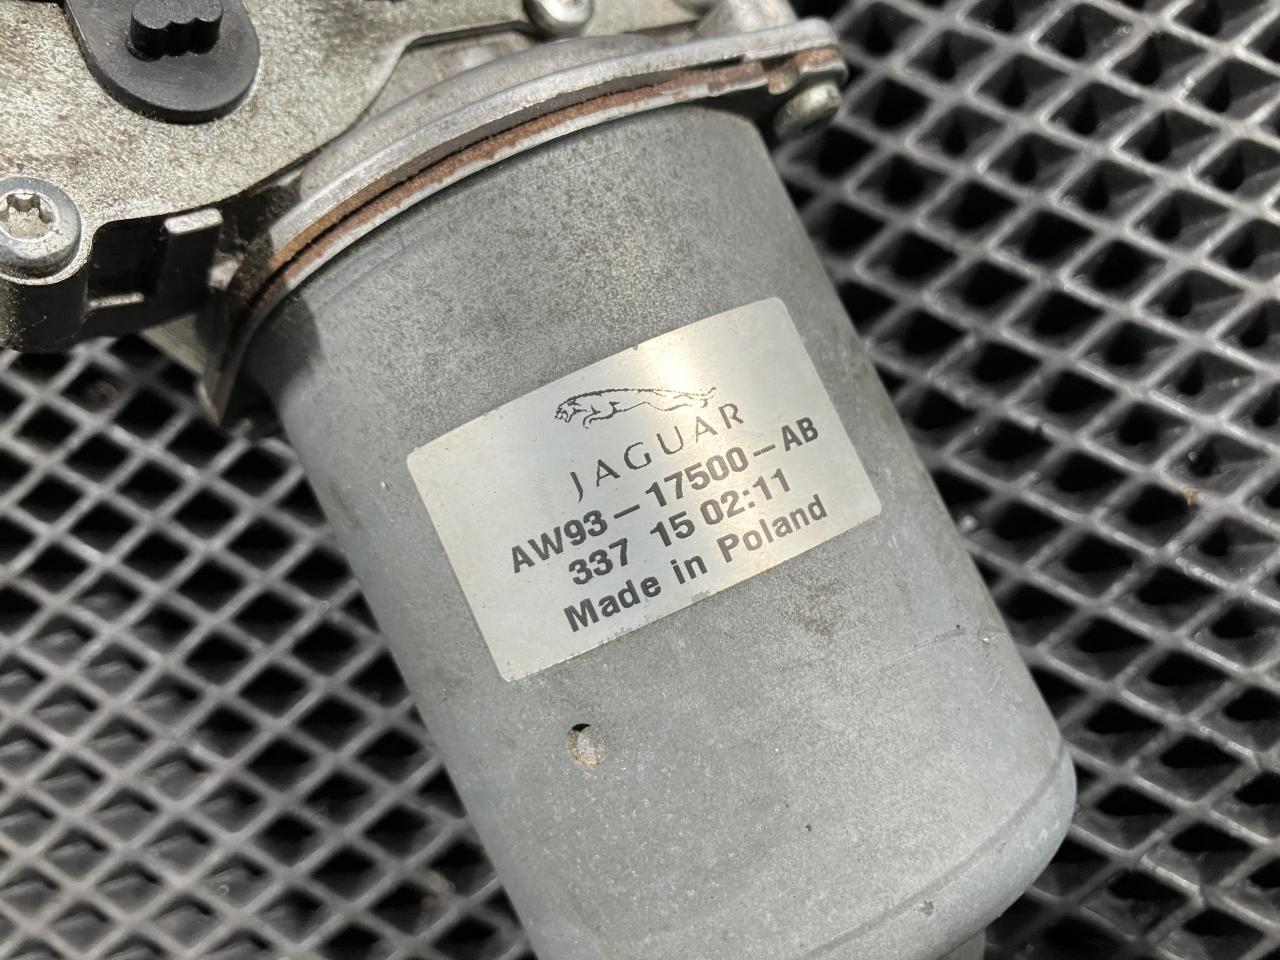 JAGUAR
AW93-17500-AB
337 15 02:11
Made in Poland